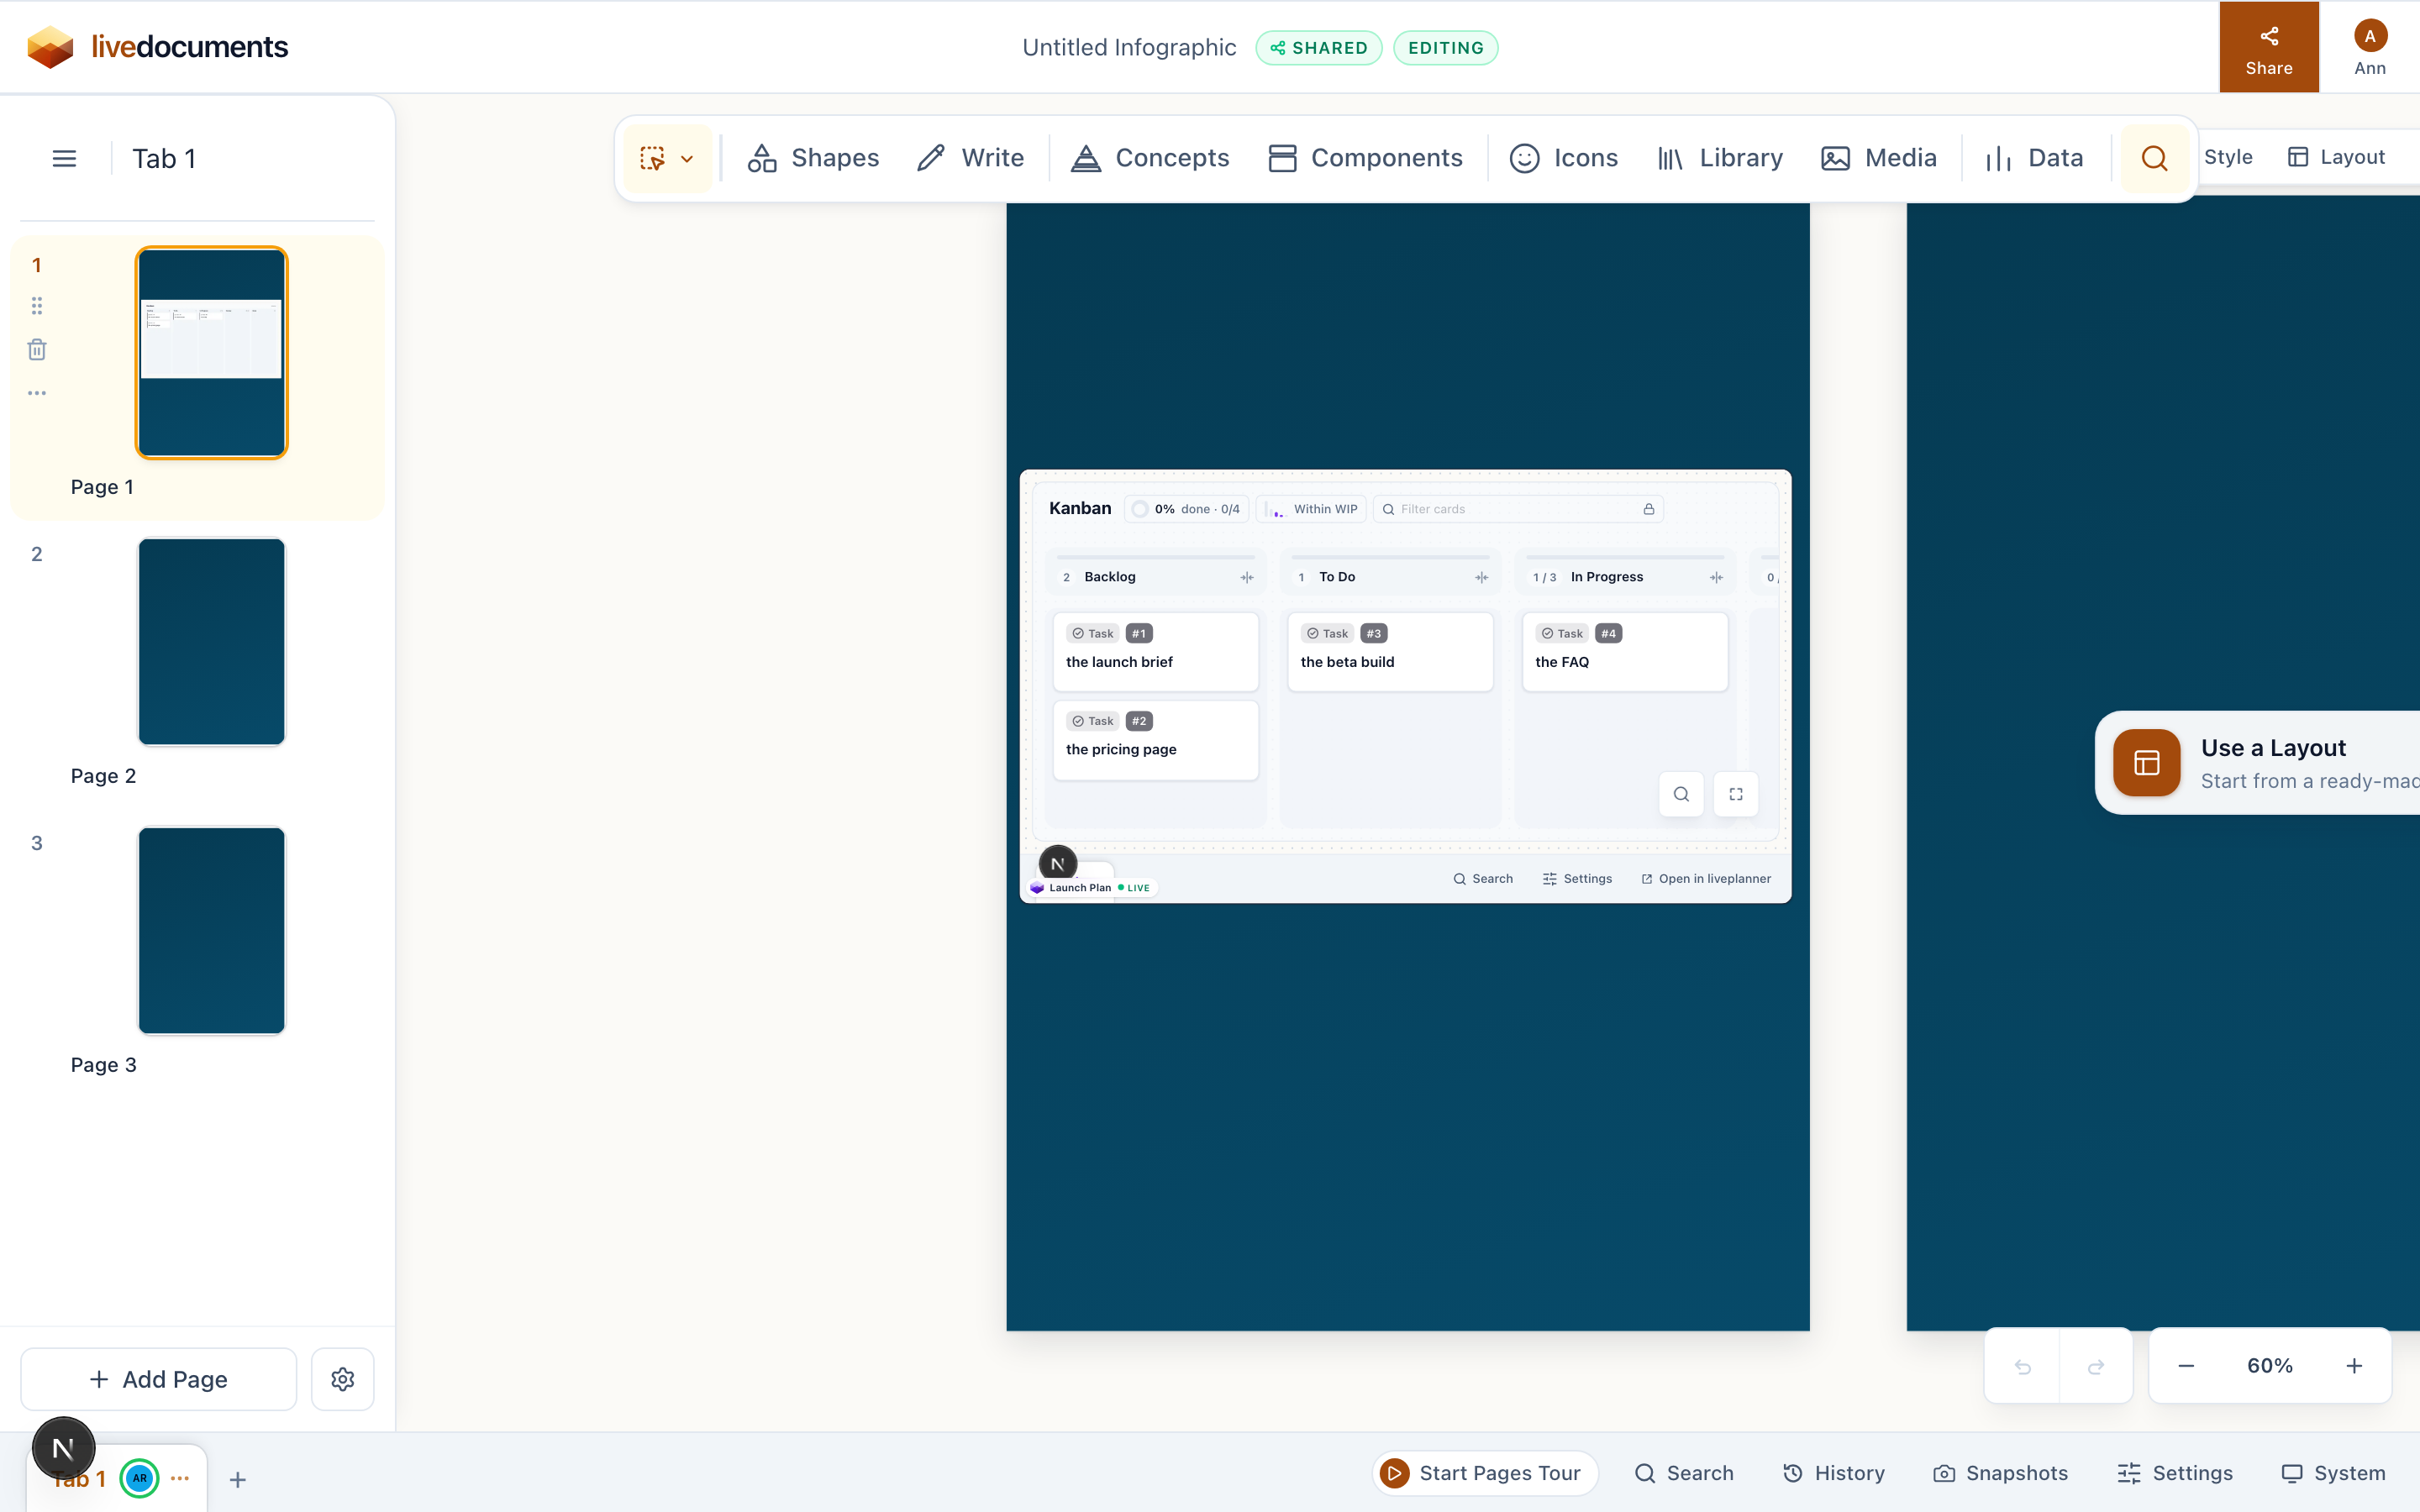 livedocuments
Untitled Infographic
SHARED
EDITING
Share
A
Ann
Tab 1
Shapes
Write
Concepts
Components
Icons
Library
Media
Data
Style
Layout
1
Page 1
2
Page 2
3
Page 3
Kanban
0% done · 0/4
Within WIP
Filter cards
2 Backlog
1 To Do
1 / 3 In Progress
0 /
Task #1
the launch brief
Task #2
the pricing page
Task #3
the beta build
Task #4
the FAQ
N
Launch Plan LIVE
Search
Settings
Open in liveplanner
Use a Layout
Start from a ready-mad
60%
Add Page
N
Tab 1
AR
Start Pages Tour
Search
History
Snapshots
Settings
System